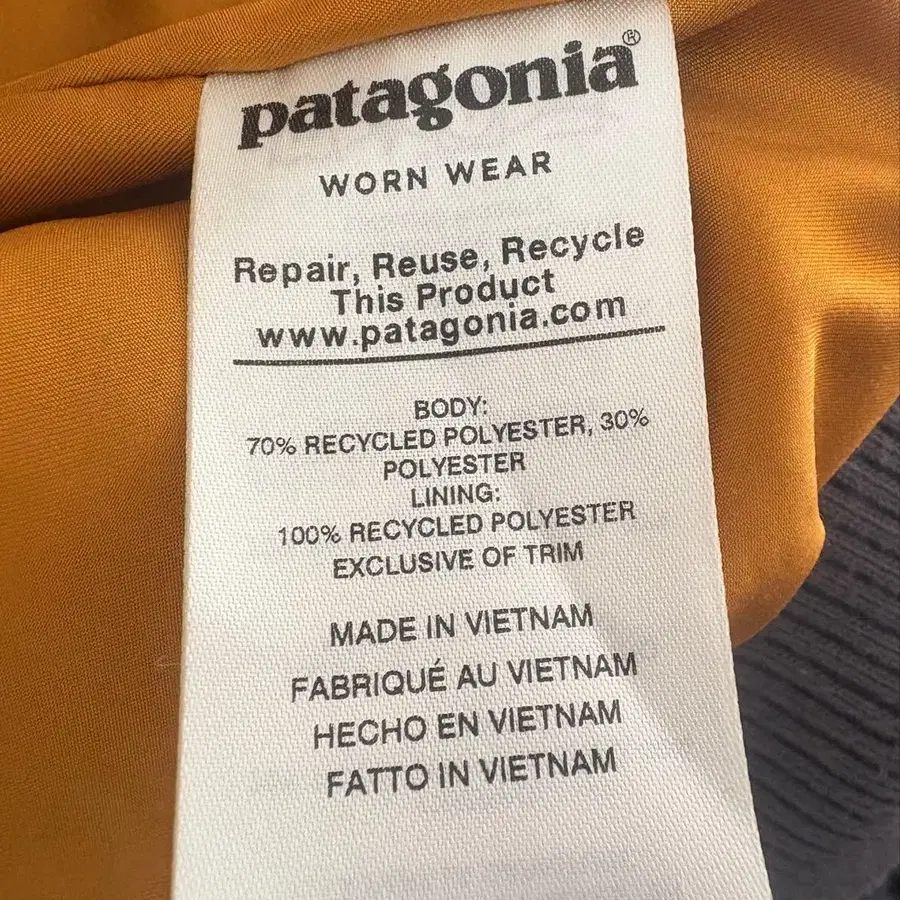 patagonia®
WORN WEAR
Repair, Reuse, Recycle
This Product
www.patagonia.com
BODY:
70% RECYCLED POLYESTER, 30%
POLYESTER
LINING:
100% RECYCLED POLYESTER
EXCLUSIVE OF TRIM
MADE IN VIETNAM
FABRIQUÉ AU VIETNAM
HECHO EN VIETNAM
FATTO IN VIETNAM